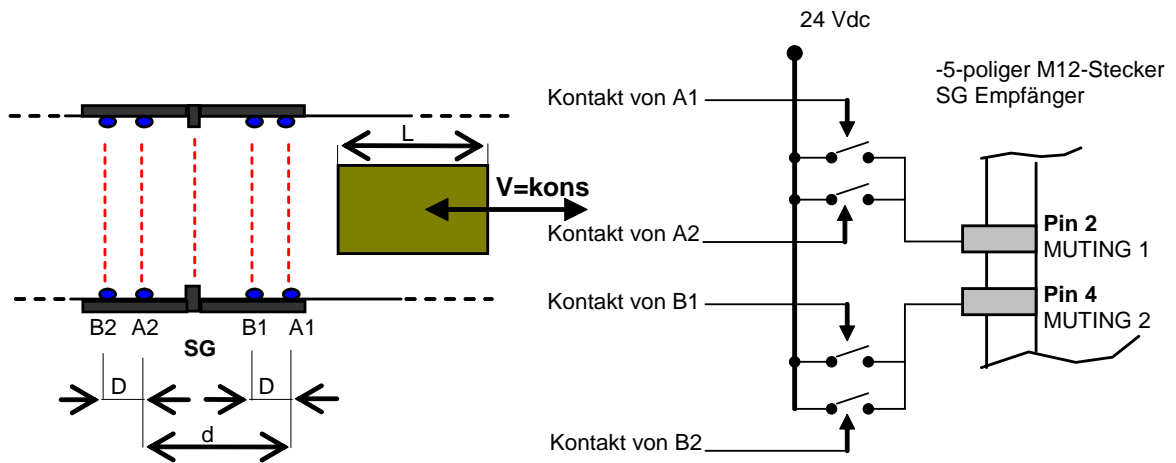 24 Vdc
-5-poliger M12-Stecker
SG Empfänger
Kontakt von A1
L
V=kons
Kontakt von A2
Pin 2
MUTING 1
Kontakt von B1
Pin 4
MUTING 2
B2 A2 B1 A1
SG
D D
d
Kontakt von B2